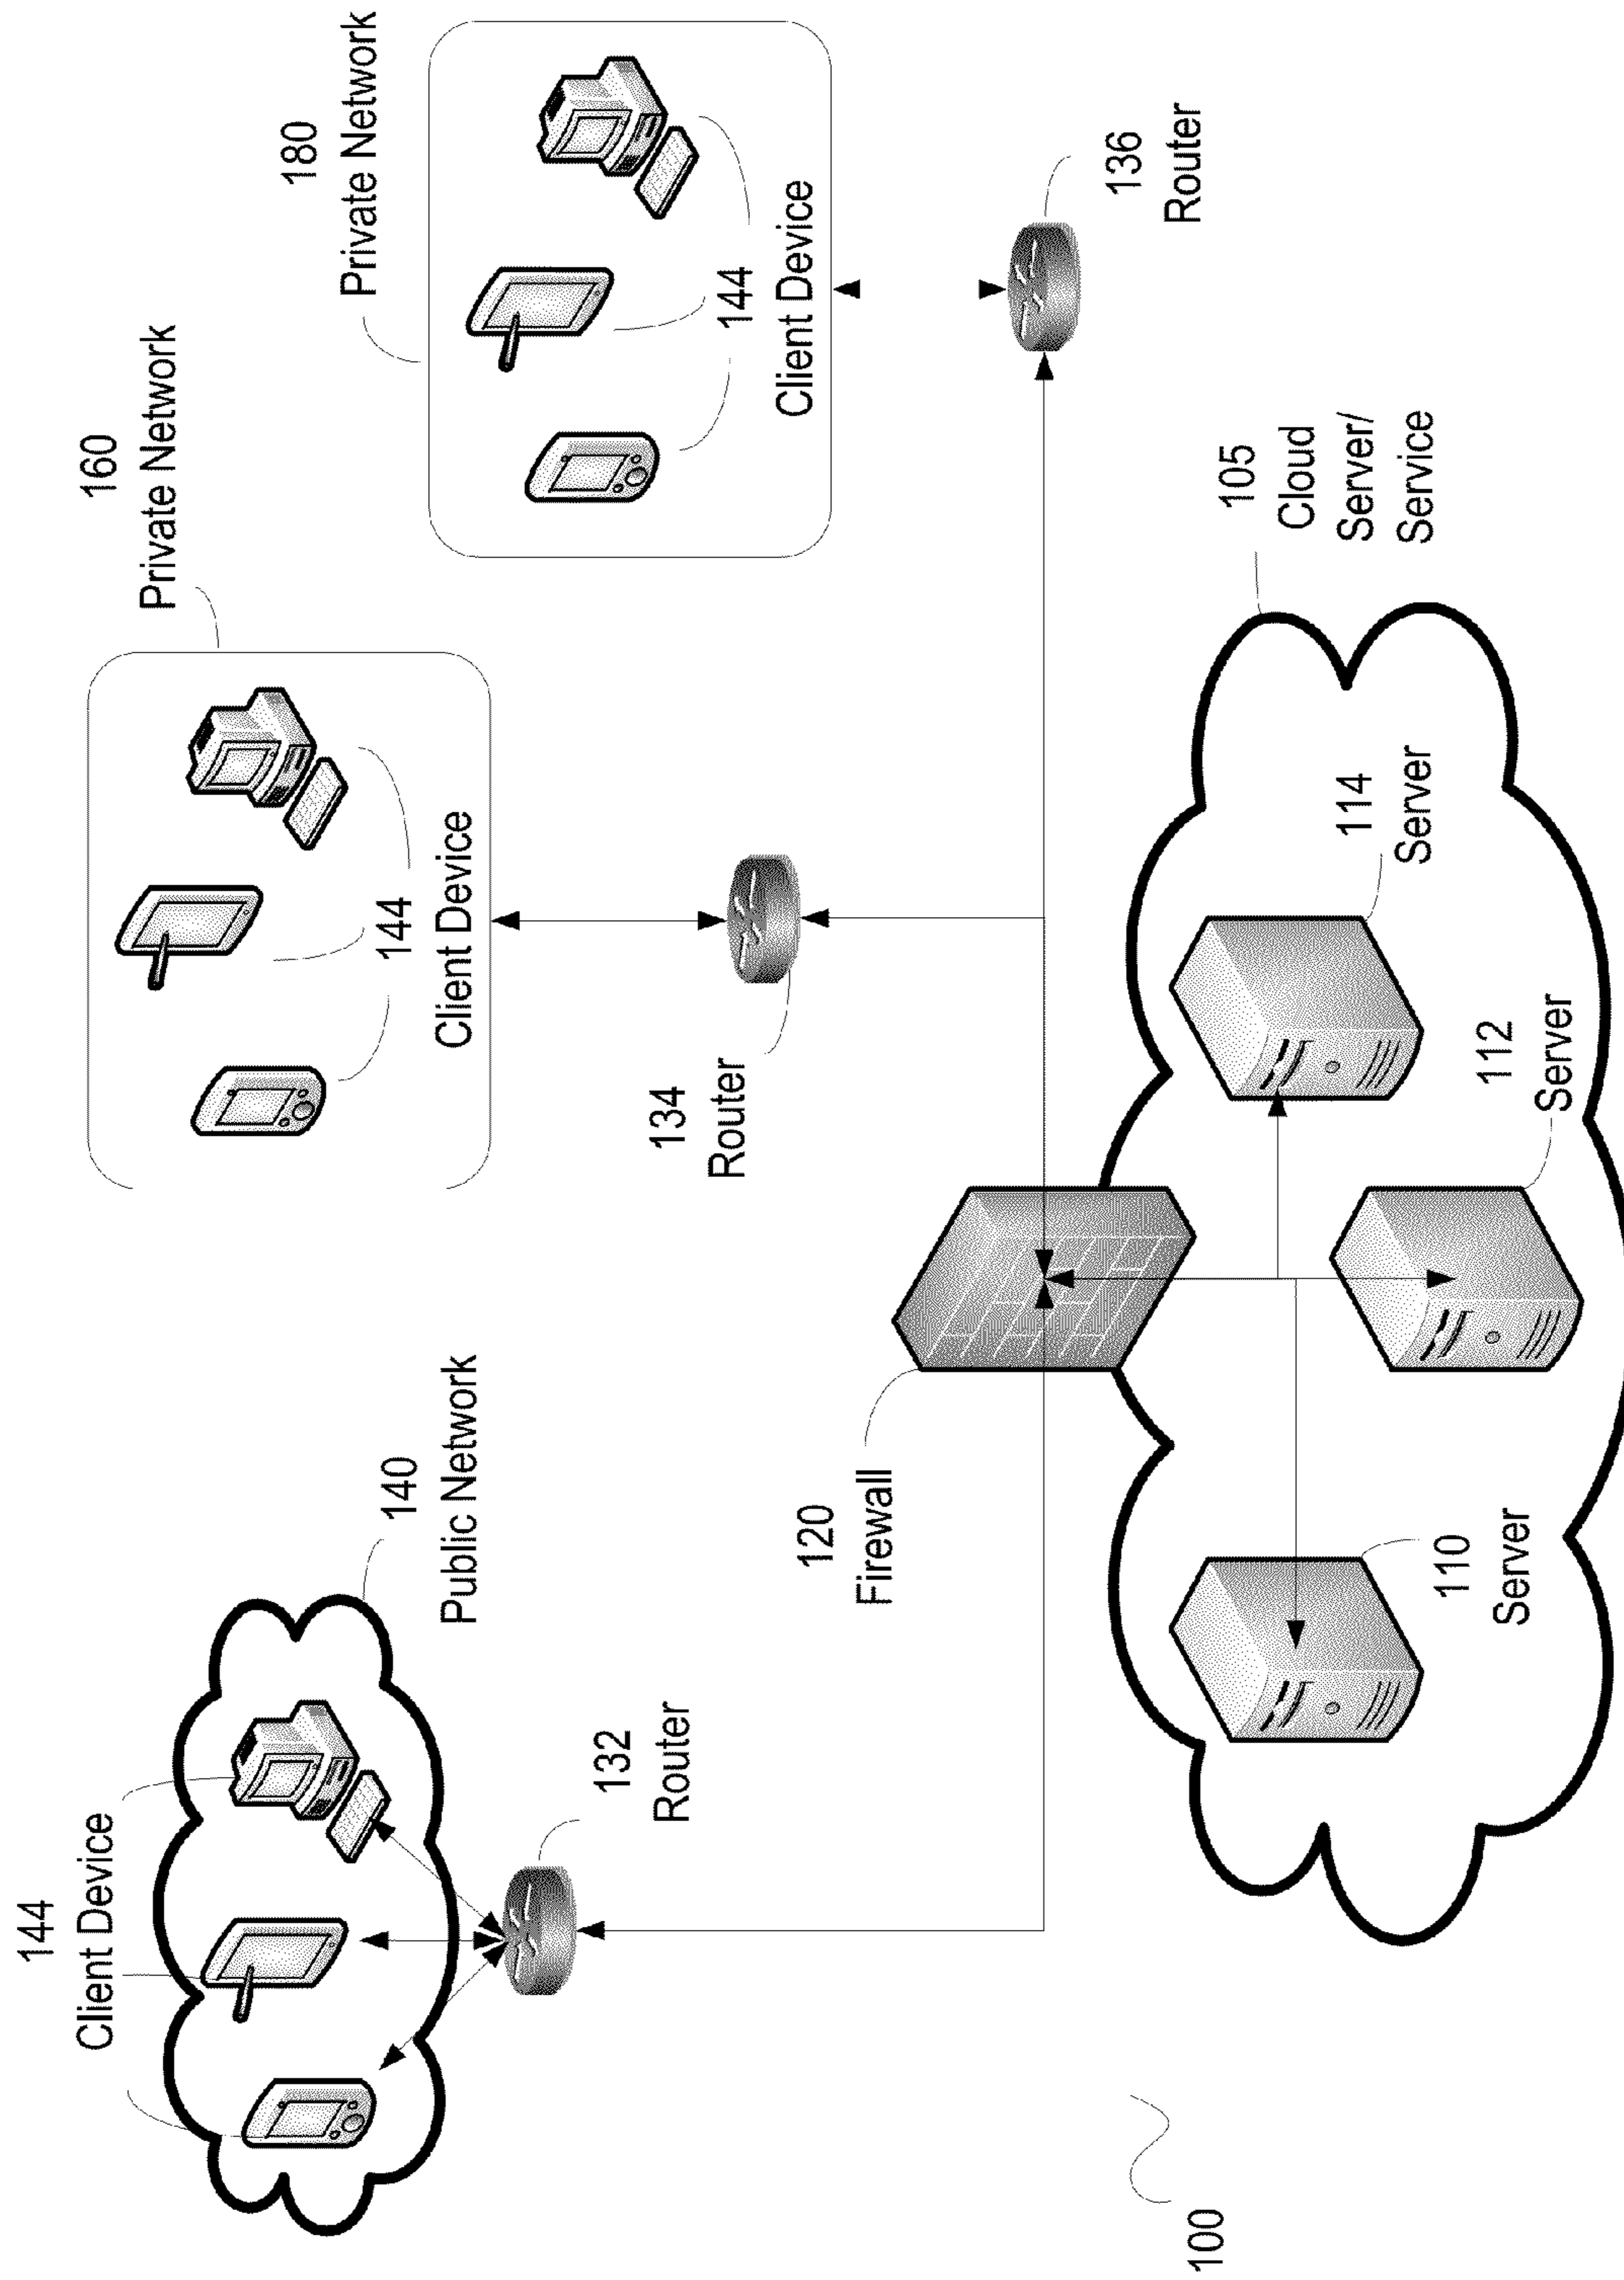 144
Client Device
140
Public Network
132
Router
160
Private Network
144
Client Device
134
Router
180
Private Network
144
Client Device
136
Router
120
Firewall
105
Cloud
Server/
Service
110
Server
112
Server
114
Server
100